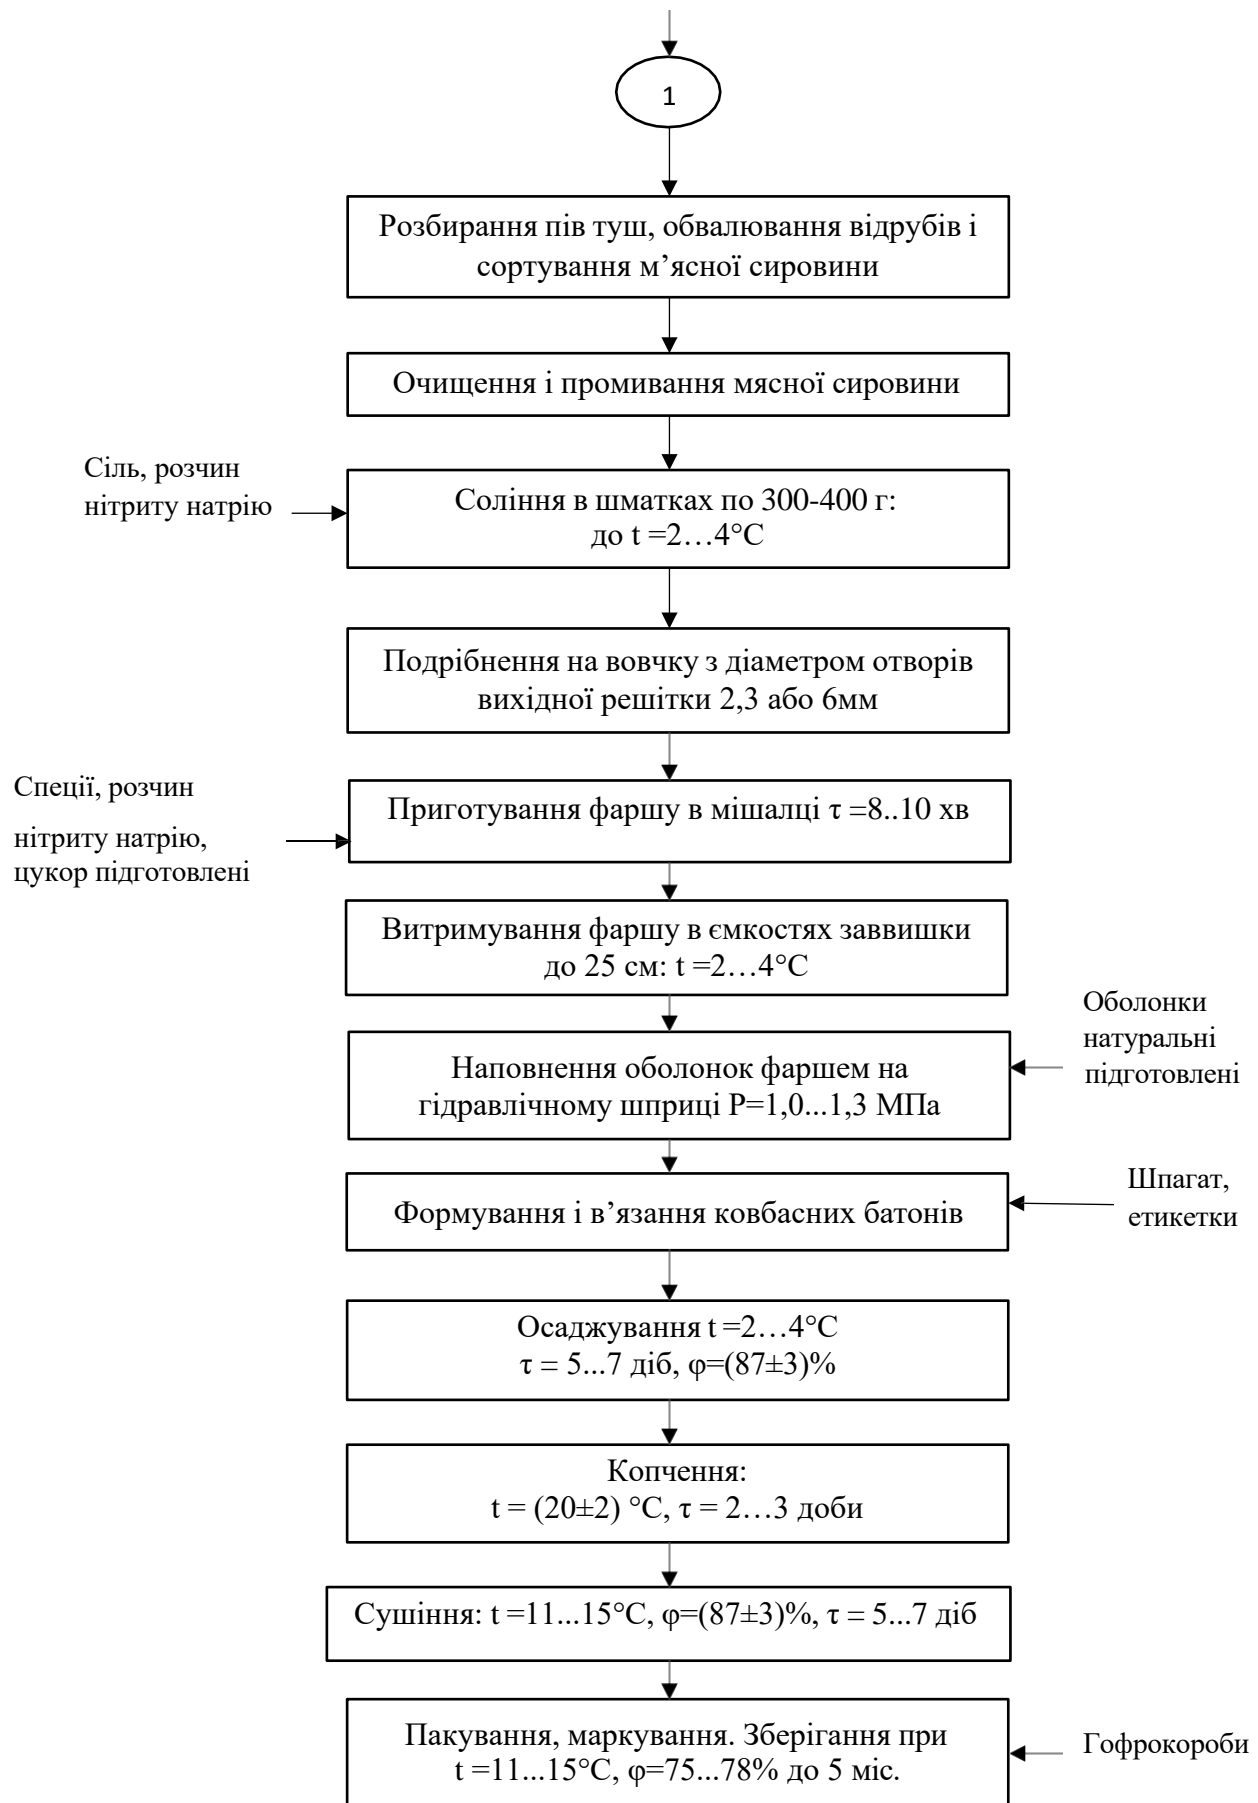 1
Розбирання пів туш, обвалювання відрубів і
сортування м’ясної сировини
Очищення і промивання мясної сировини
Сіль, розчин
нітриту натрію
Соління в шматках по 300-400 г:
до t =2…4°С
Подрібнення на вовчку з діаметром отворів
вихідної решітки 2,3 або 6мм
Спеції, розчин
нітриту натрію,
цукор підготовлені
Приготування фаршу в мішалці τ =8..10 хв
Витримування фаршу в ємкостях заввишки
до 25 см: t =2…4°С
Оболонки
натуральні
підготовлені
Наповнення оболонок фаршем на
гідравлічному шприці Р=1,0...1,3 МПа
Шпагат,
етикетки
Формування і в’язання ковбасних батонів
Осаджування t =2…4°С
τ = 5...7 діб, φ=(87±3)%
Копчення:
t = (20±2) °С, τ = 2…3 доби
Сушіння: t =11...15°С, φ=(87±3)%, τ = 5...7 діб
Пакування, маркування. Зберігання при
t =11...15°С, φ=75...78% до 5 міс.
Гофрокороби